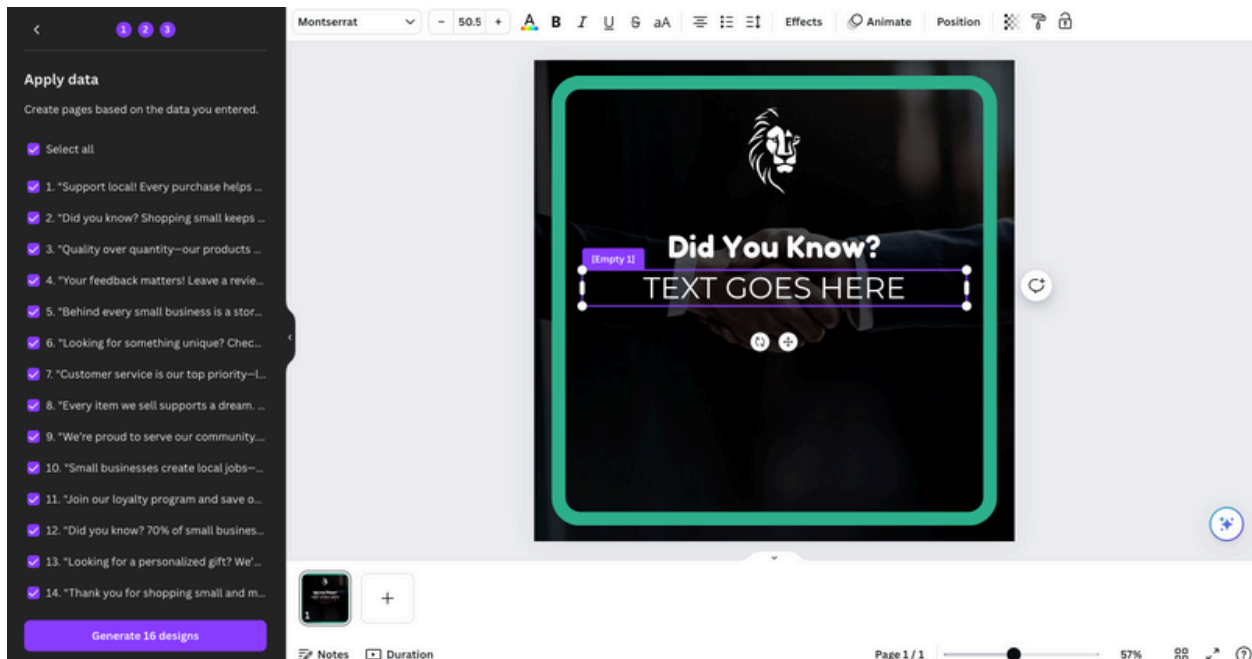 1 2 3
Apply data
Create pages based on the data you entered.
Select all
1. "Support local! Every purchase helps ...
2. "Did you know? Shopping small keeps ...
3. "Quality over quantity—our products ...
4. "Your feedback matters! Leave a revie...
5. "Behind every small business is a stor...
6. "Looking for something unique? Chec...
7. "Customer service is our top priority—l...
8. "Every item we sell supports a dream. ...
9. "We're proud to serve our community....
10. "Small businesses create local jobs—...
11. "Join our loyalty program and save o...
12. "Did you know? 70% of small busines...
13. "Looking for a personalized gift? We'...
14. "Thank you for shopping small and m...
Generate 16 designs
Montserrat − 50.5 + A B I U S aA Effects Animate Position
Did You Know?
[Empty 1]
TEXT GOES HERE
1
+
Notes Duration Page 1 / 1 57% ?